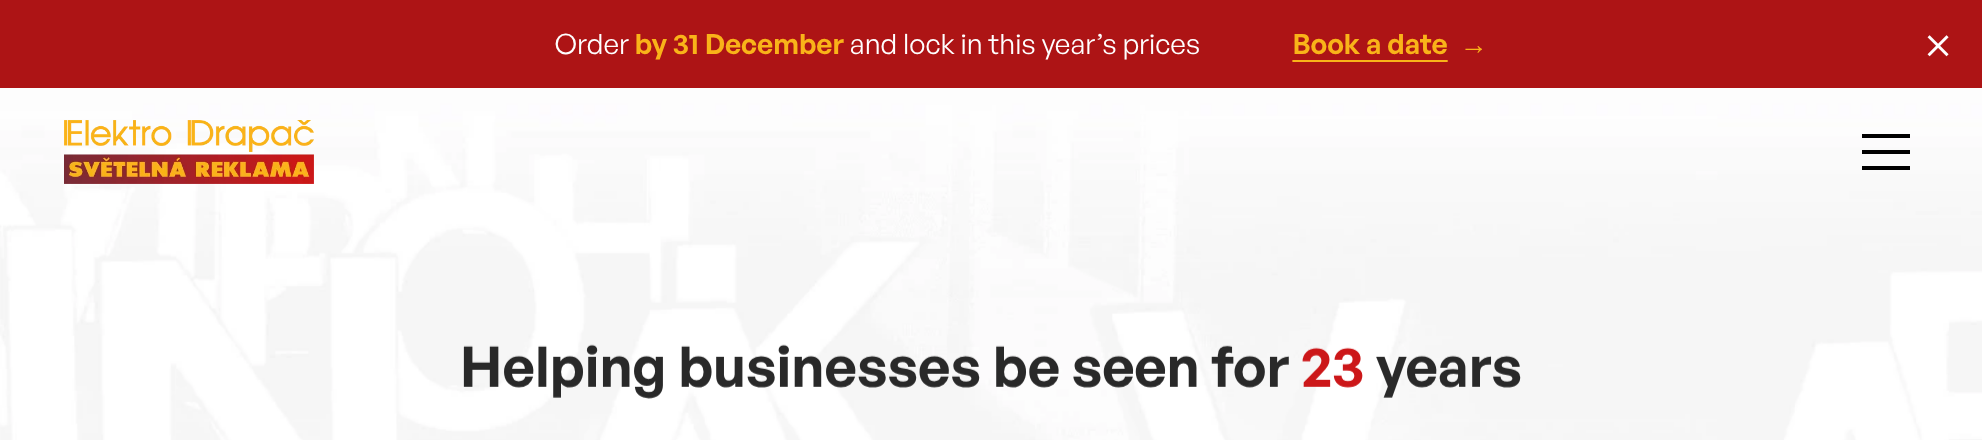 Order by 31 December and lock in this year’s prices
Book a date →
Elektro Drapač
SVĚTELNÁ REKLAMA
Helping businesses be seen for 23 years